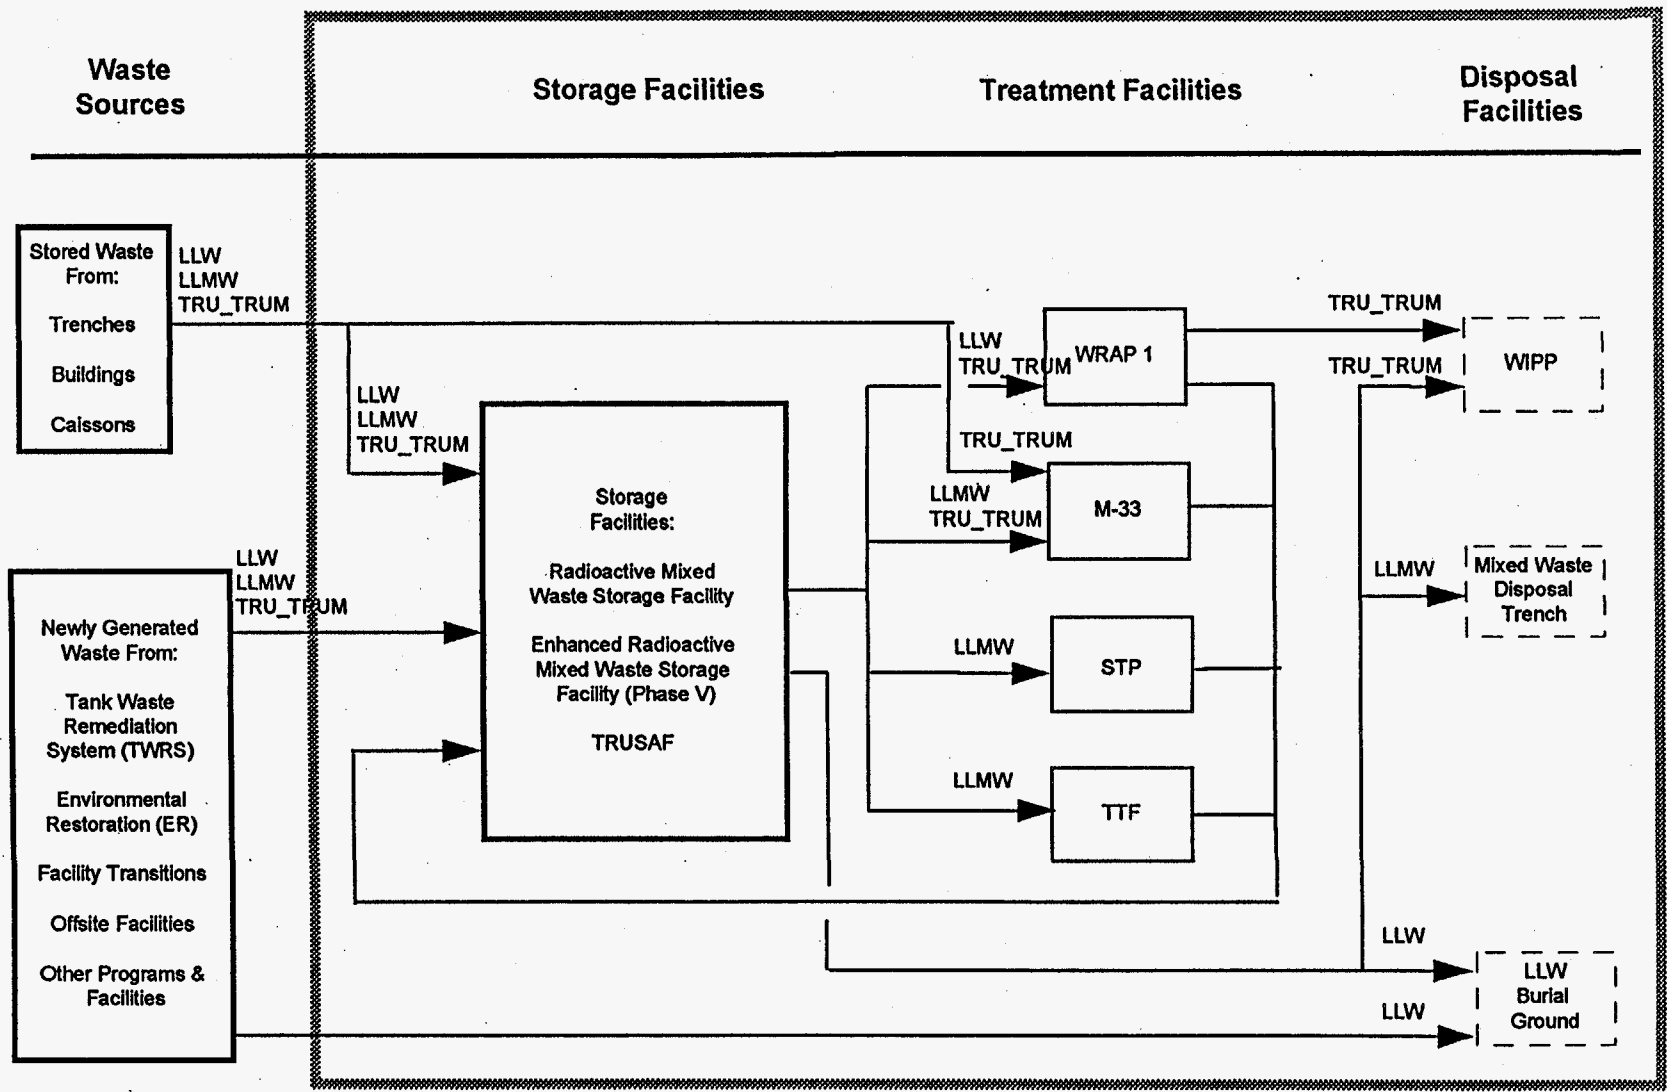 Waste
Sources
Storage Facilities
Treatment Facilities
Disposal
Facilities
Stored Waste
From:
Trenches
Buildings
Caissons
LLW
LLMW
TRU_TRUM
LLW
LLMW
TRU_TRUM
Newly Generated
Waste From:
Tank Waste
Remediation
System (TWRS)
Environmental
Restoration (ER)
Facility Transitions
Offsite Facilities
Other Programs &
Facilities
LLW
LLMW
TRU_TRUM
Storage
Facilities:
Radioactive Mixed
Waste Storage Facility
Enhanced Radioactive
Mixed Waste Storage
Facility (Phase V)
TRUSAF
LLW
TRU_TRUM
WRAP 1
TRU_TRUM
LLMW
TRU_TRUM
M-33
LLMW
STP
LLMW
TTF
TRU_TRUM
TRU_TRUM
WIPP
LLMW
Mixed Waste
Disposal
Trench
LLW
LLW
LLW
Burial
Ground